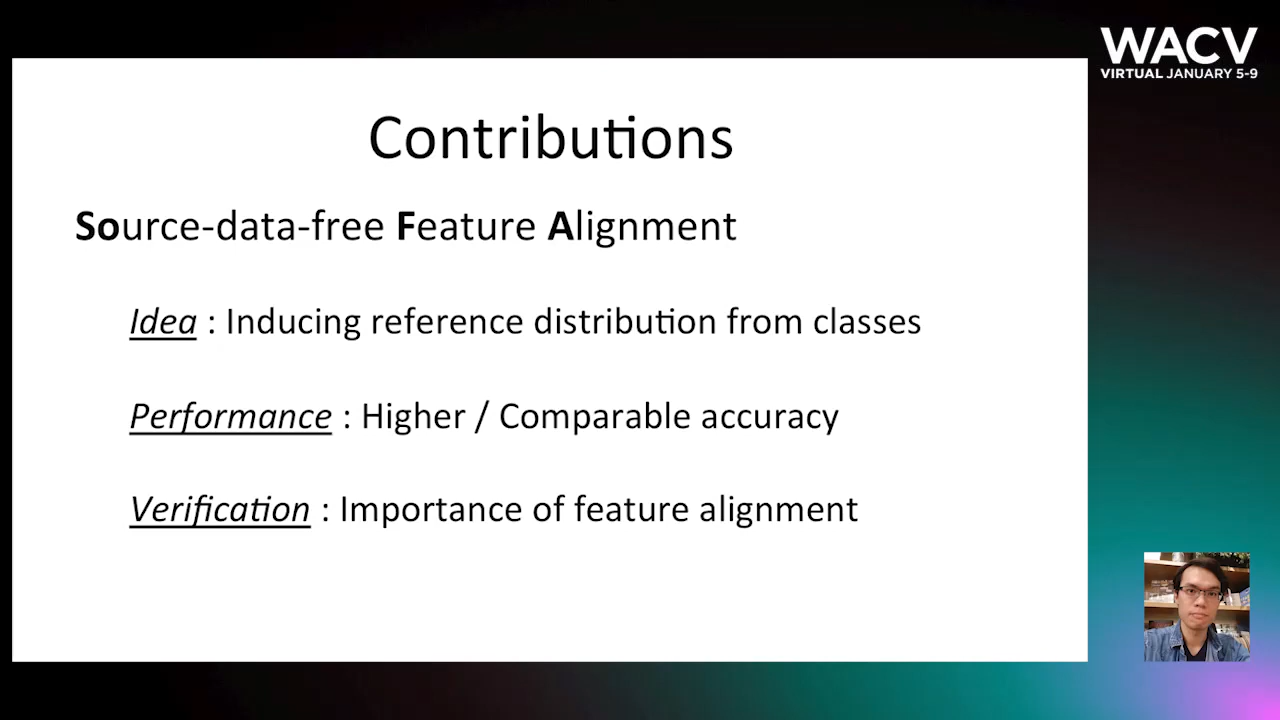 WACV
VIRTUAL JANUARY 5-9
Contributions
Source-data-free Feature Alignment
Idea : Inducing reference distribution from classes
Performance : Higher / Comparable accuracy
Verification : Importance of feature alignment